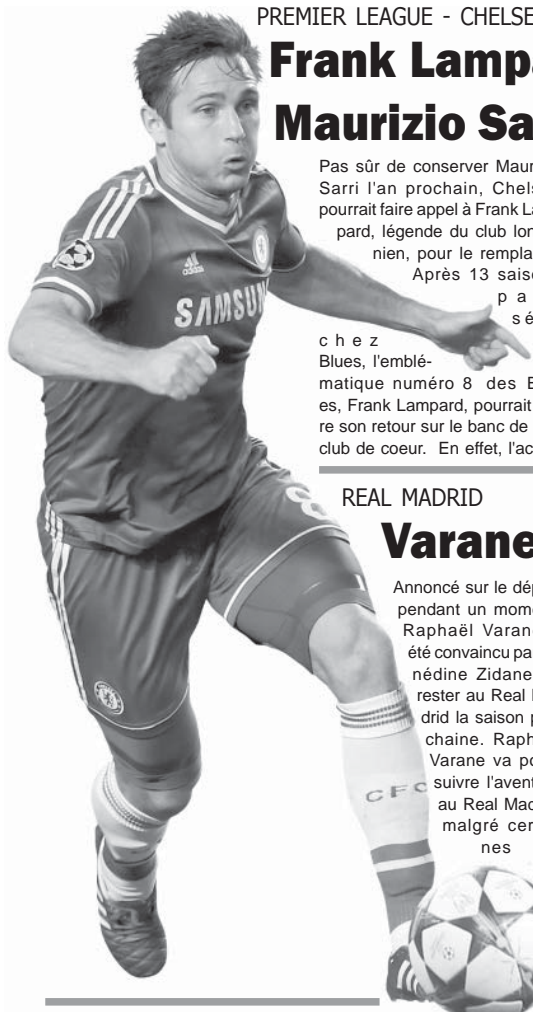 PREMIER LEAGUE - CHELSE
Frank Lampa
Maurizio Sa
Pas sûr de conserver Maur
Sarri l'an prochain, Chels
pourrait faire appel à Frank La
pard, légende du club lon
nien, pour le rempla
Après 13 sais
p a
s é
c h e z
Blues, l'emblé-
matique numéro 8 des B
es, Frank Lampard, pourrait
re son retour sur le banc de
club de coeur. En effet, l'ac
REAL MADRID
Varane
Annoncé sur le dép
pendant un mome
Raphaël Varan
été convaincu pa
nédine Zidane
rester au Real
drid la saison p
chaine. Raph
Varane va po
suivre l'avent
au Real Mad
malgré cer
nes
adidas
SAMSUN
8
CFC